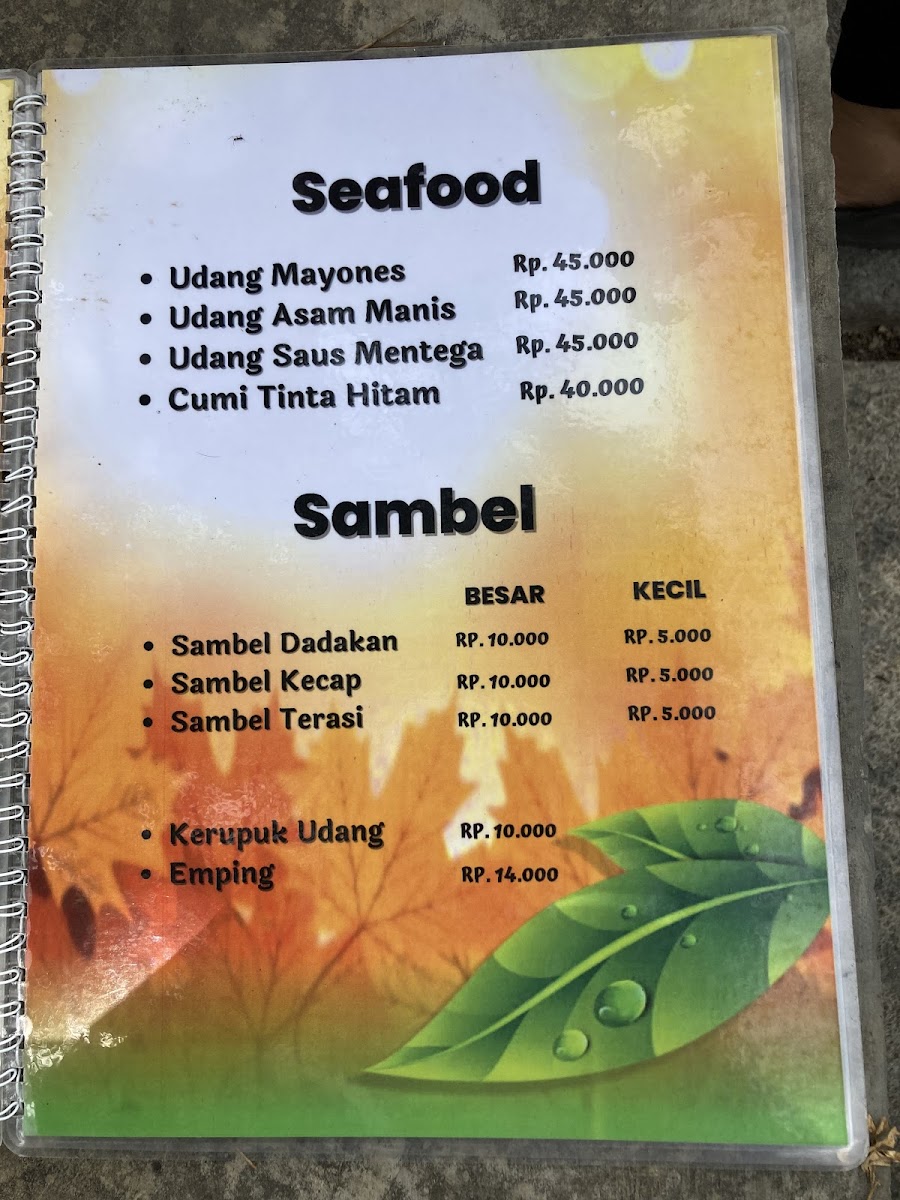 Seafood
• Udang Mayones Rp. 45.000
• Udang Asam Manis Rp. 45.000
• Udang Saus Mentega Rp. 45.000
• Cumi Tinta Hitam Rp. 40.000
Sambel
BESAR KECIL
• Sambel Dadakan RP. 10.000 RP. 5.000
• Sambel Kecap RP. 10.000 RP. 5.000
• Sambel Terasi RP. 10.000 RP. 5.000
• Kerupuk Udang RP. 10.000
• Emping RP. 14.000